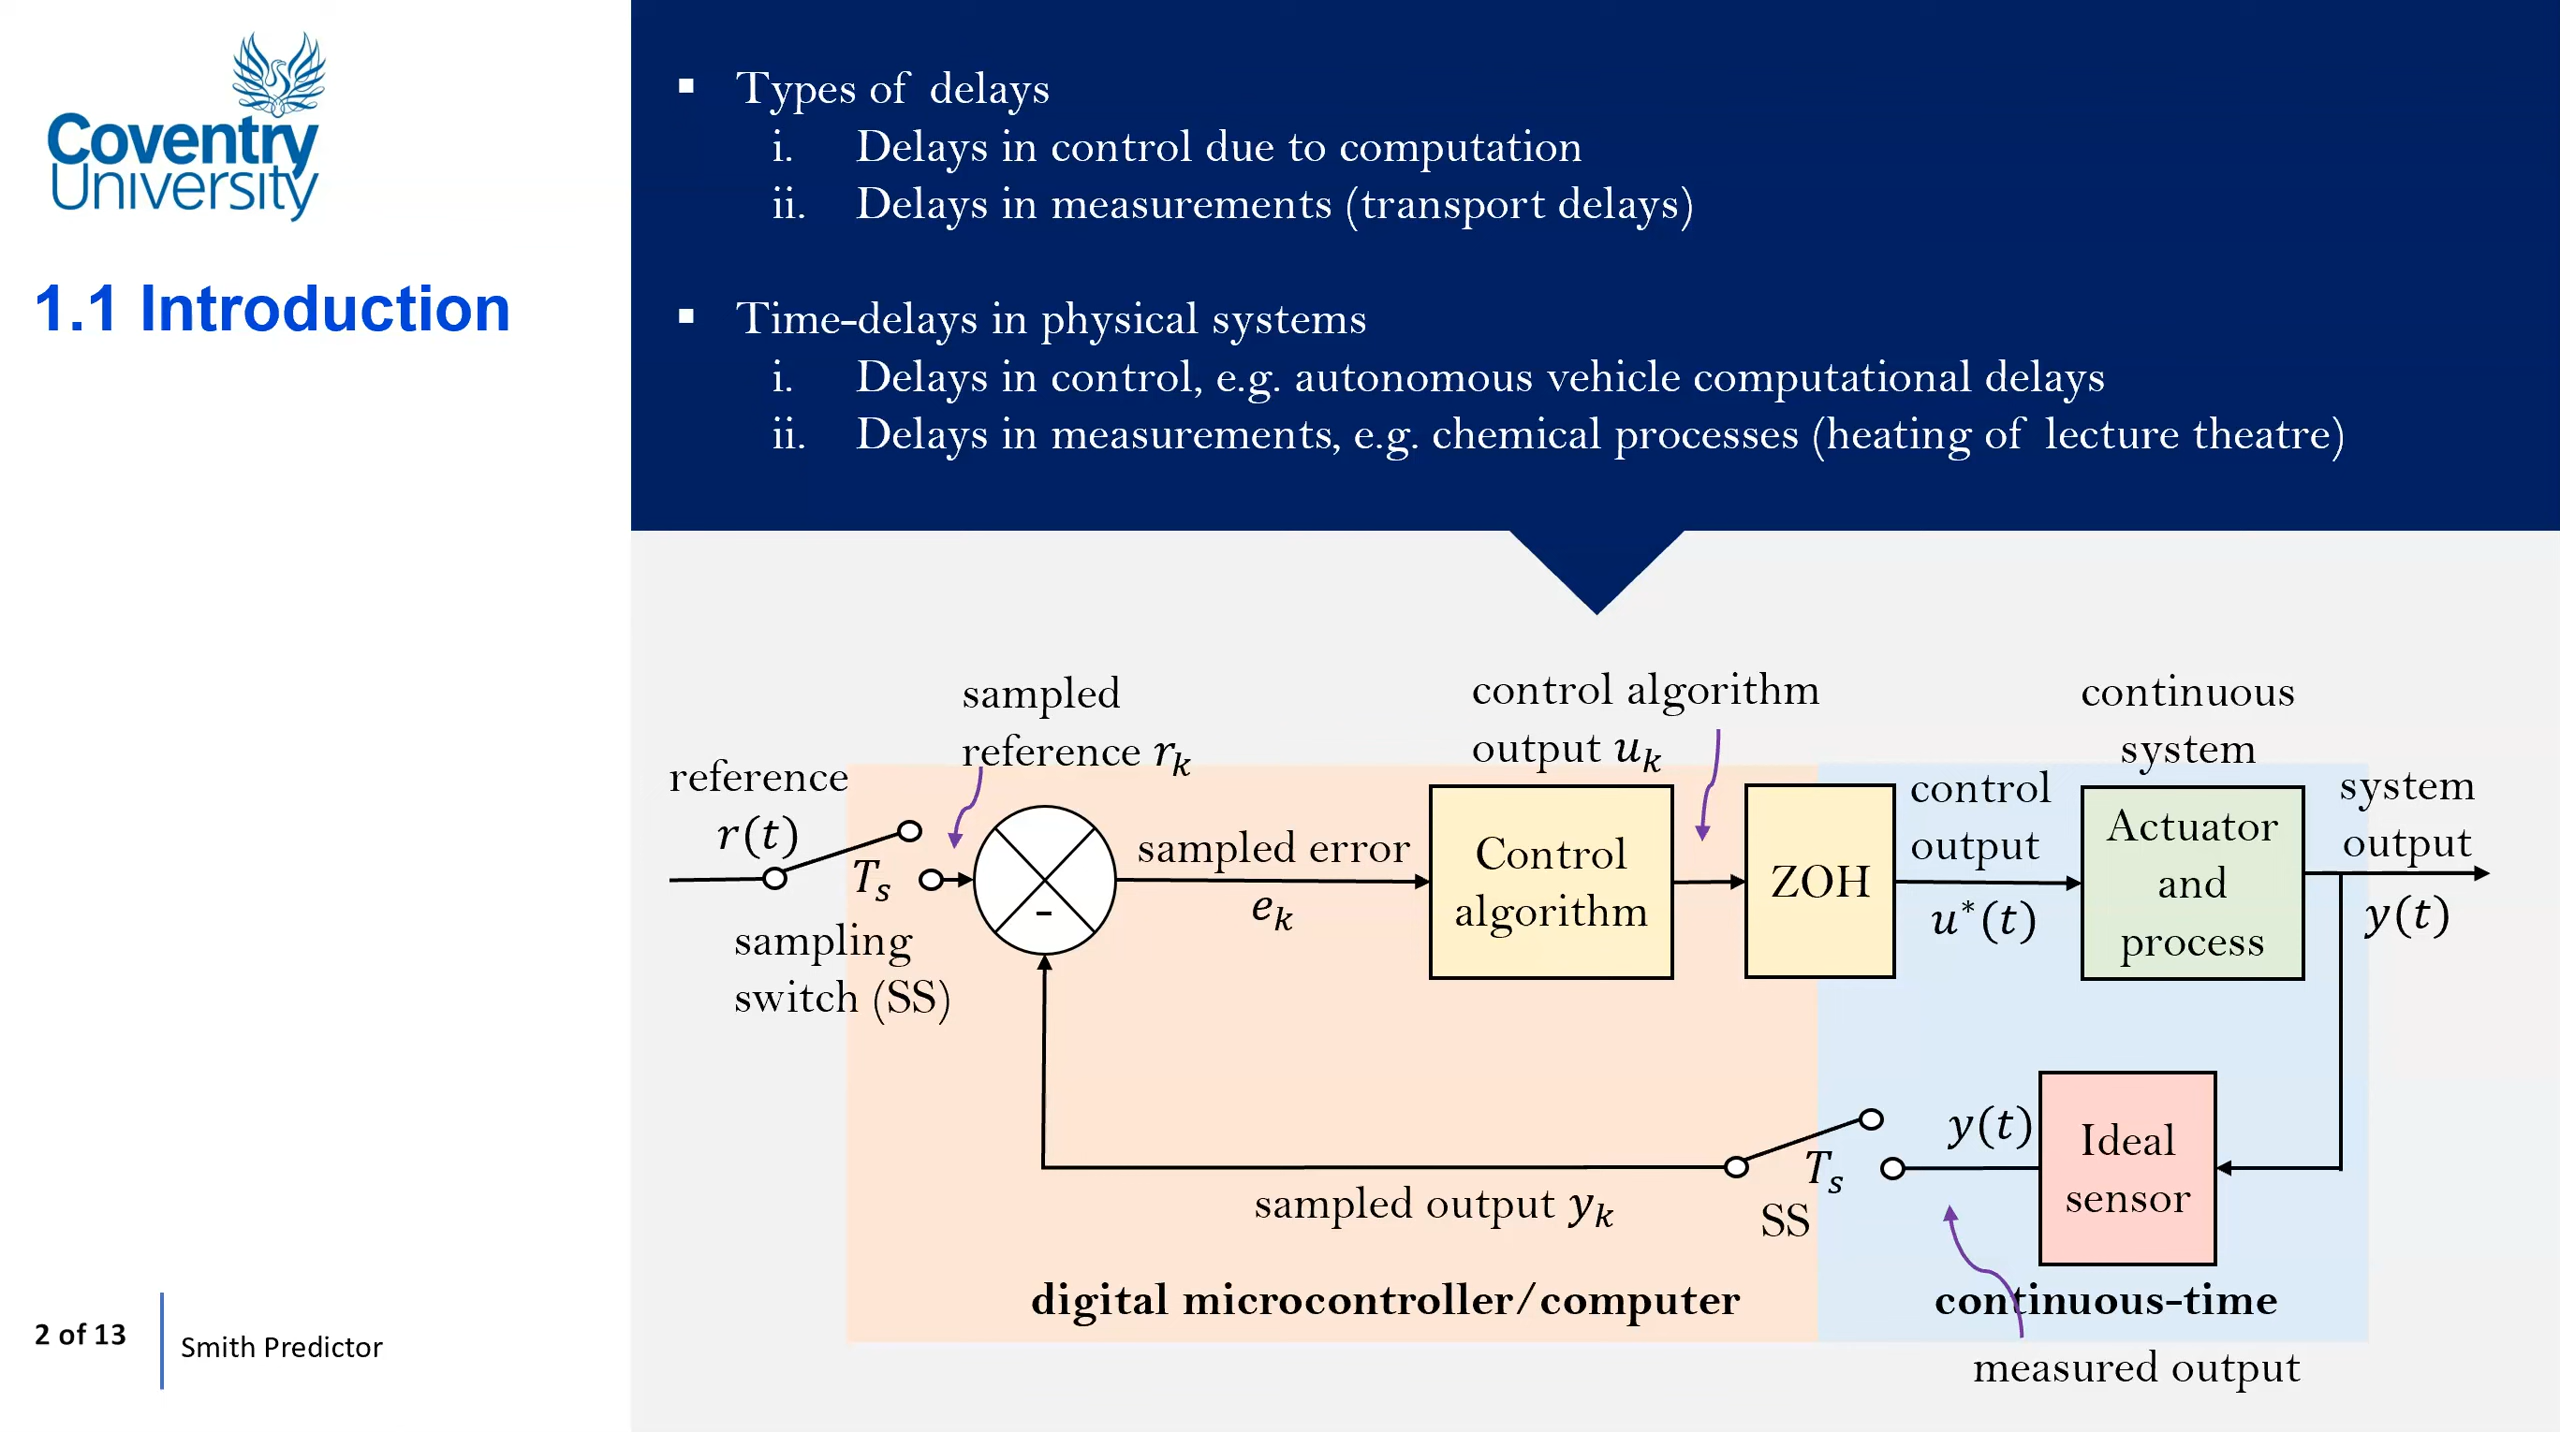 Coventry
University
1.1 Introduction
▪ Types of delays
i. Delays in control due to computation
ii. Delays in measurements (transport delays)
▪ Time-delays in physical systems
i. Delays in control, e.g. autonomous vehicle computational delays
ii. Delays in measurements, e.g. chemical processes (heating of lecture theatre)
reference
r(t)
T_s
sampling
switch (SS)
sampled
reference r_k
-
sampled error
e_k
control algorithm
output u_k
Control
algorithm
ZOH
control
output
u*(t)
continuous
system
Actuator
and
process
system
output
y(t)
Ideal
sensor
y(t)
T_s
SS
sampled output y_k
digital microcontroller/computer
continuous-time
measured output
2 of 13
Smith Predictor